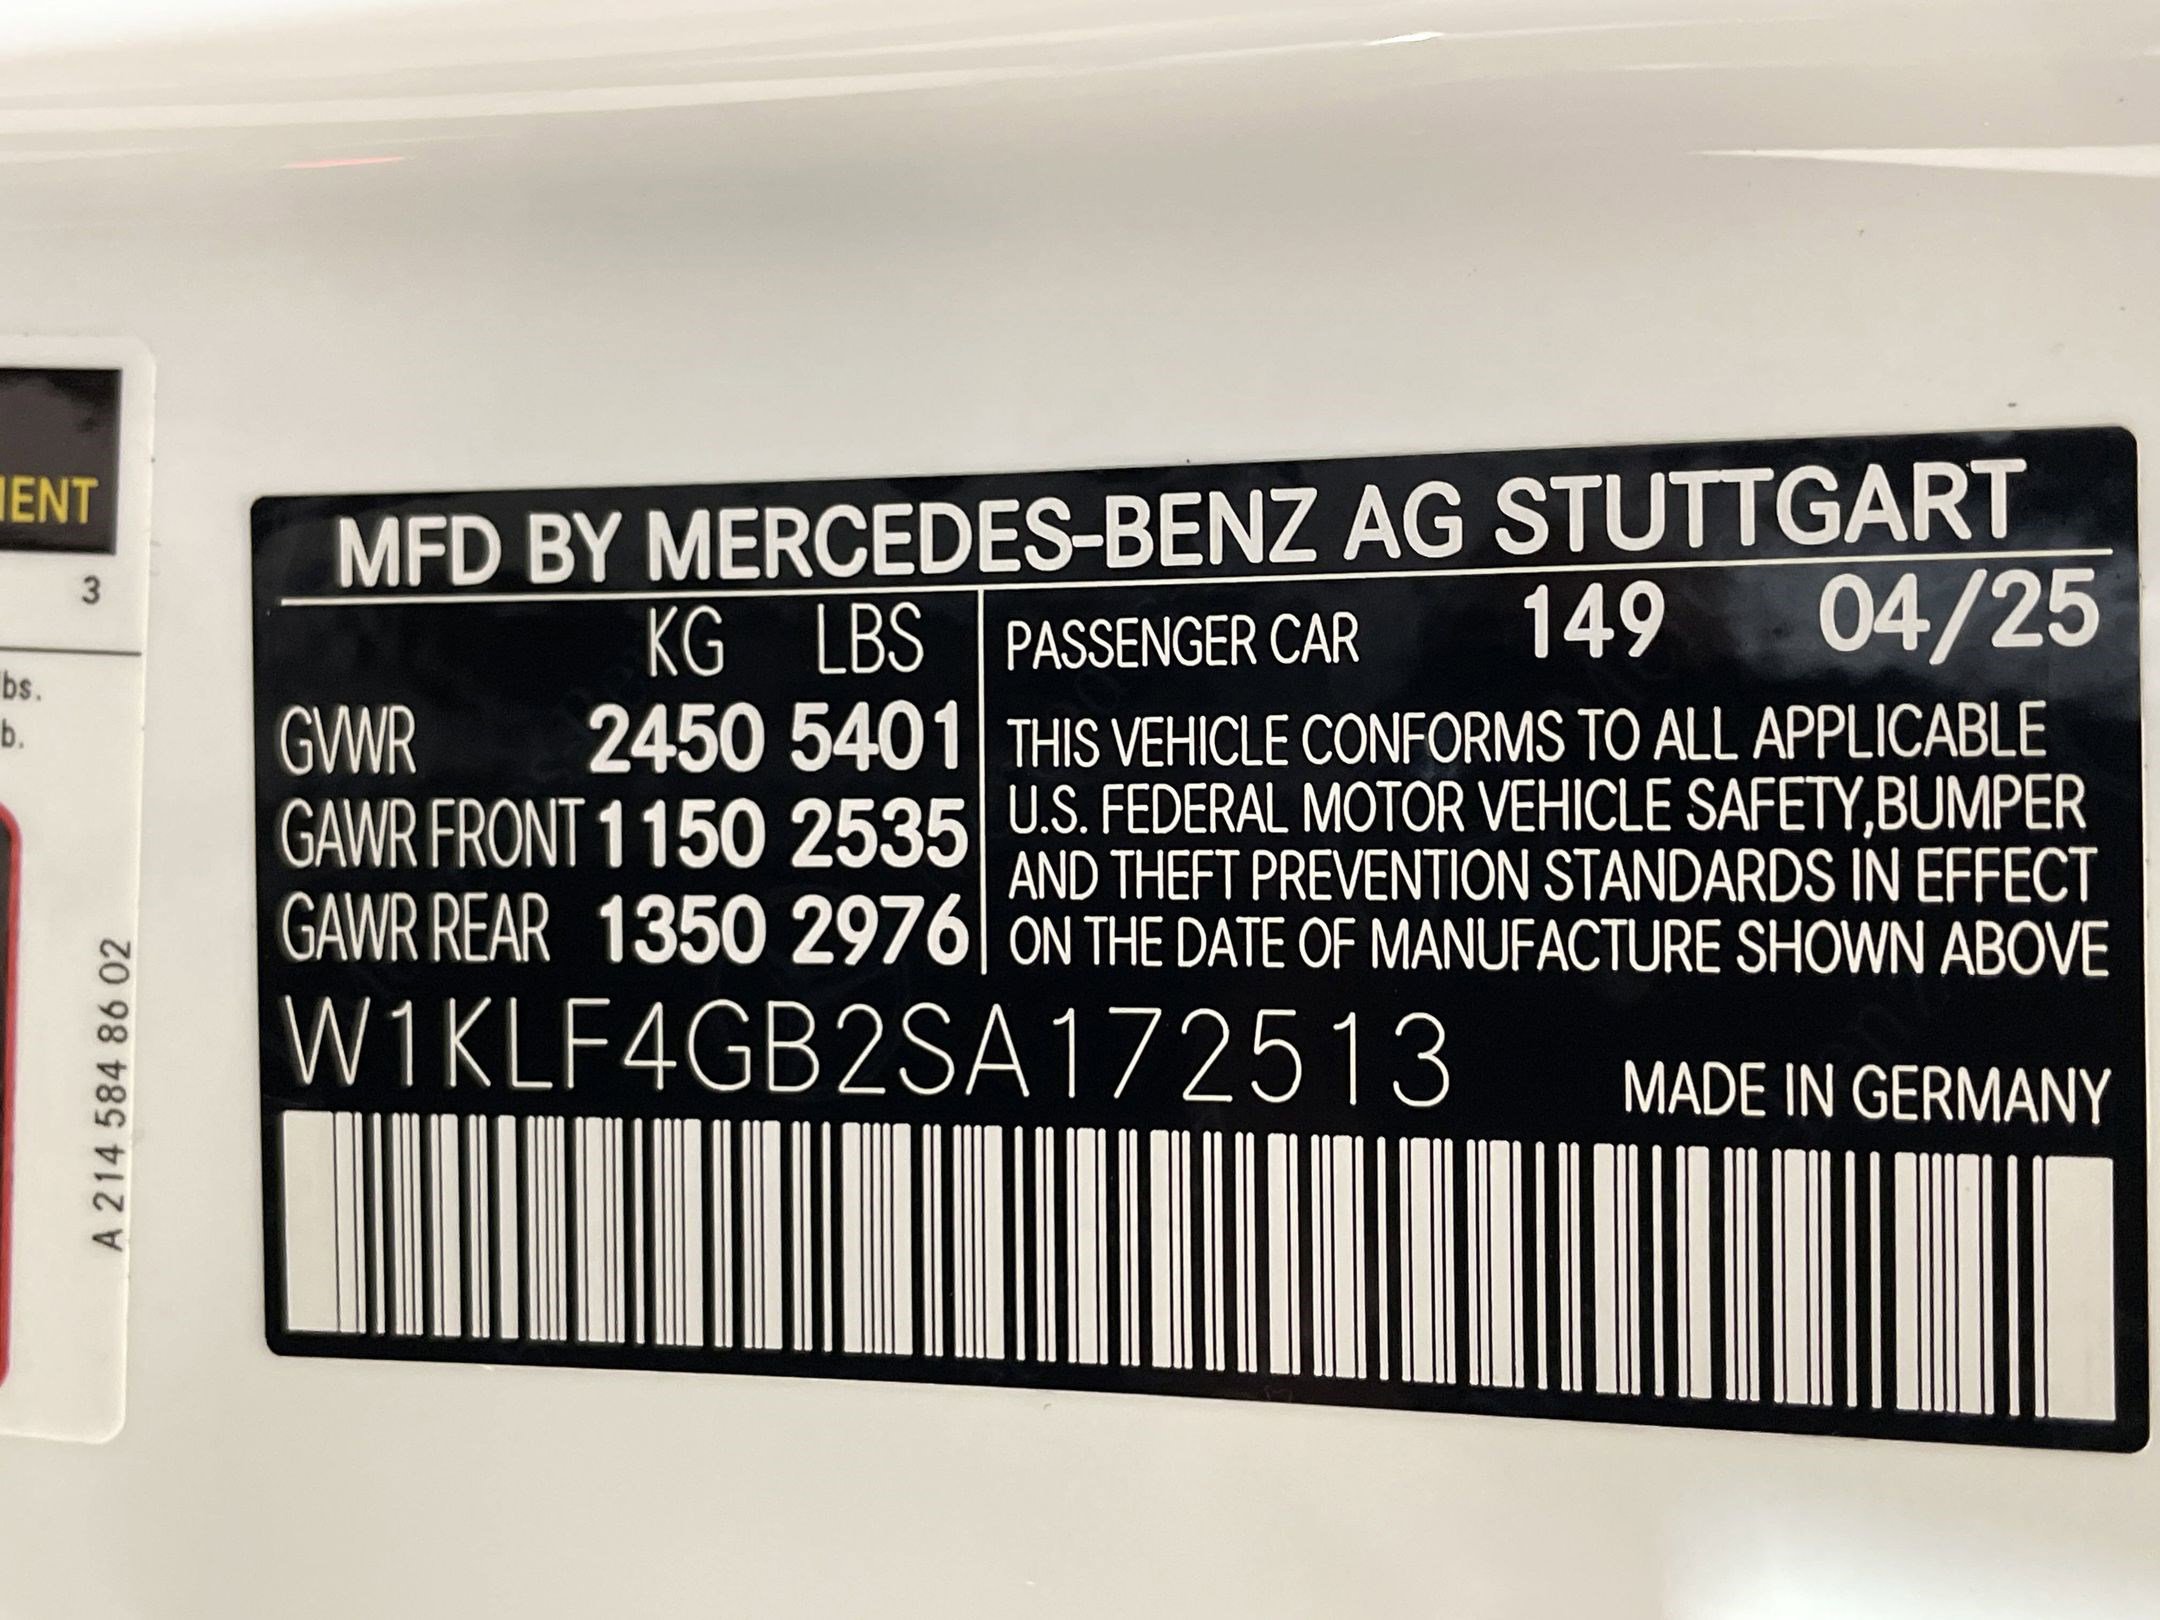 IENT
3
bs.
b.
A 214 584 86 02
MFD BY MERCEDES-BENZ AG STUTTGART
KG LBS
GVWR 2450 5401
GAWR FRONT 1150 2535
GAWR REAR 1350 2976
PASSENGER CAR 149 04/25
THIS VEHICLE CONFORMS TO ALL APPLICABLE
U.S. FEDERAL MOTOR VEHICLE SAFETY,BUMPER
AND THEFT PREVENTION STANDARDS IN EFFECT
ON THE DATE OF MANUFACTURE SHOWN ABOVE
W1KLF4GB2SA172513
MADE IN GERMANY